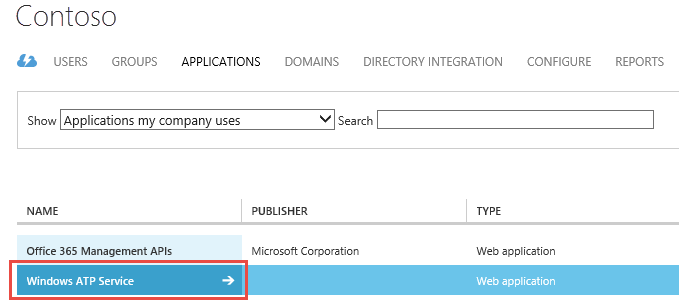 Contoso
USERS GROUPS APPLICATIONS DOMAINS DIRECTORY INTEGRATION CONFIGURE REPORTS
Show Applications my company uses Search
NAME PUBLISHER TYPE
Office 365 Management APIs Microsoft Corporation Web application
Windows ATP Service Web application